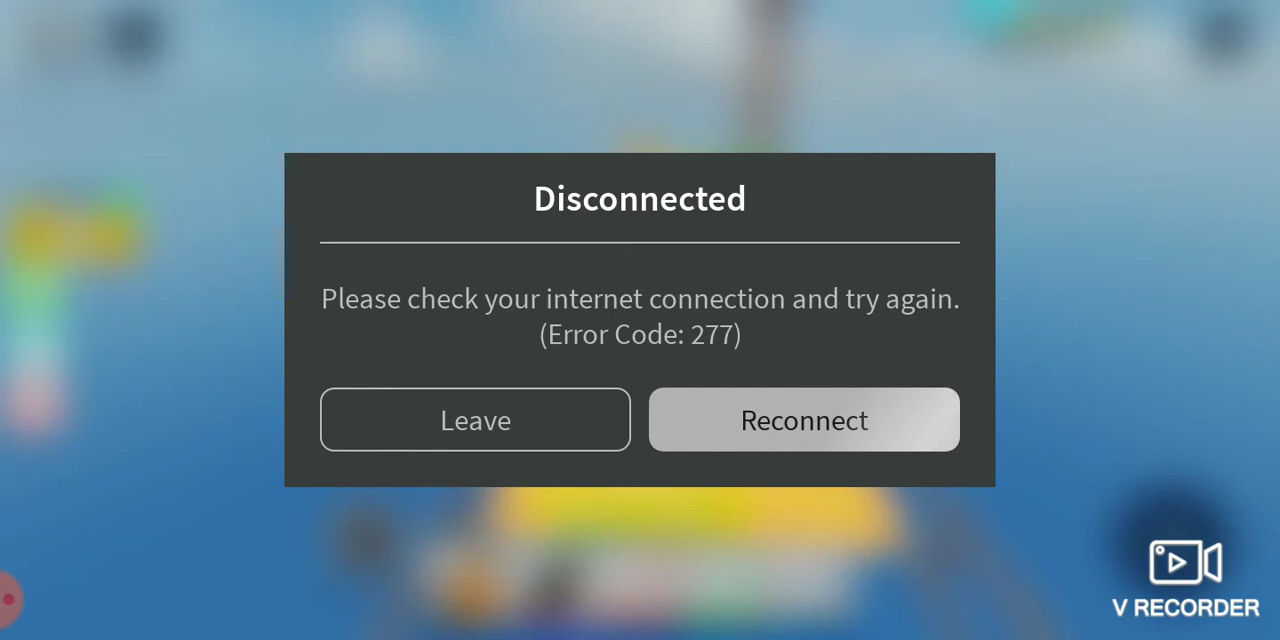 Disconnected
Please check your internet connection and try again.
(Error Code: 277)
Leave
Reconnect
V RECORDER